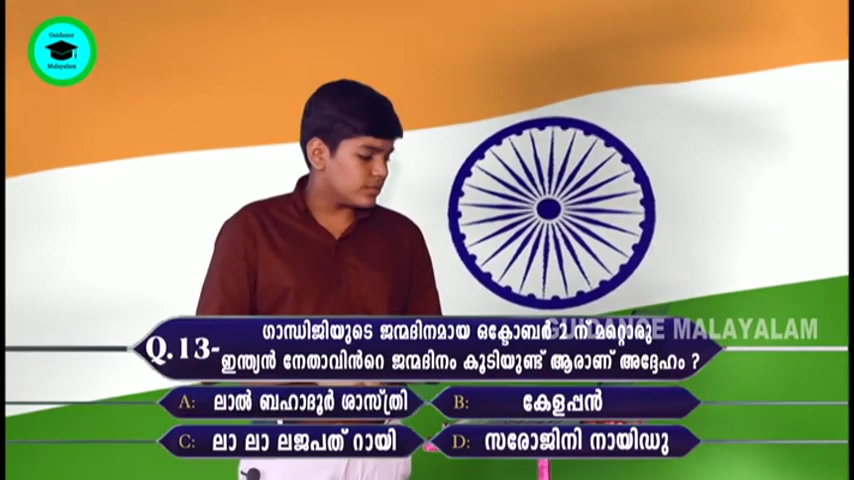 Guidance
Malayalam
GUIDANCE MALAYALAM
Q.13-
ഗാന്ധിജിയുടെ ജന്മദിനമായ ഒക്ടോബർ 2 ന് മറ്റൊരു
ഇന്ത്യൻ നേതാവിൻറെ ജന്മദിനം കൂടിയുണ്ട് ആരാണ് അദ്ദേഹം ?
A: ലാൽ ബഹാദൂർ ശാസ്ത്രി
B: കേളപ്പൻ
C: ലാ ലാ ലജപത് റായി
D: സരോജിനി നായിഡു